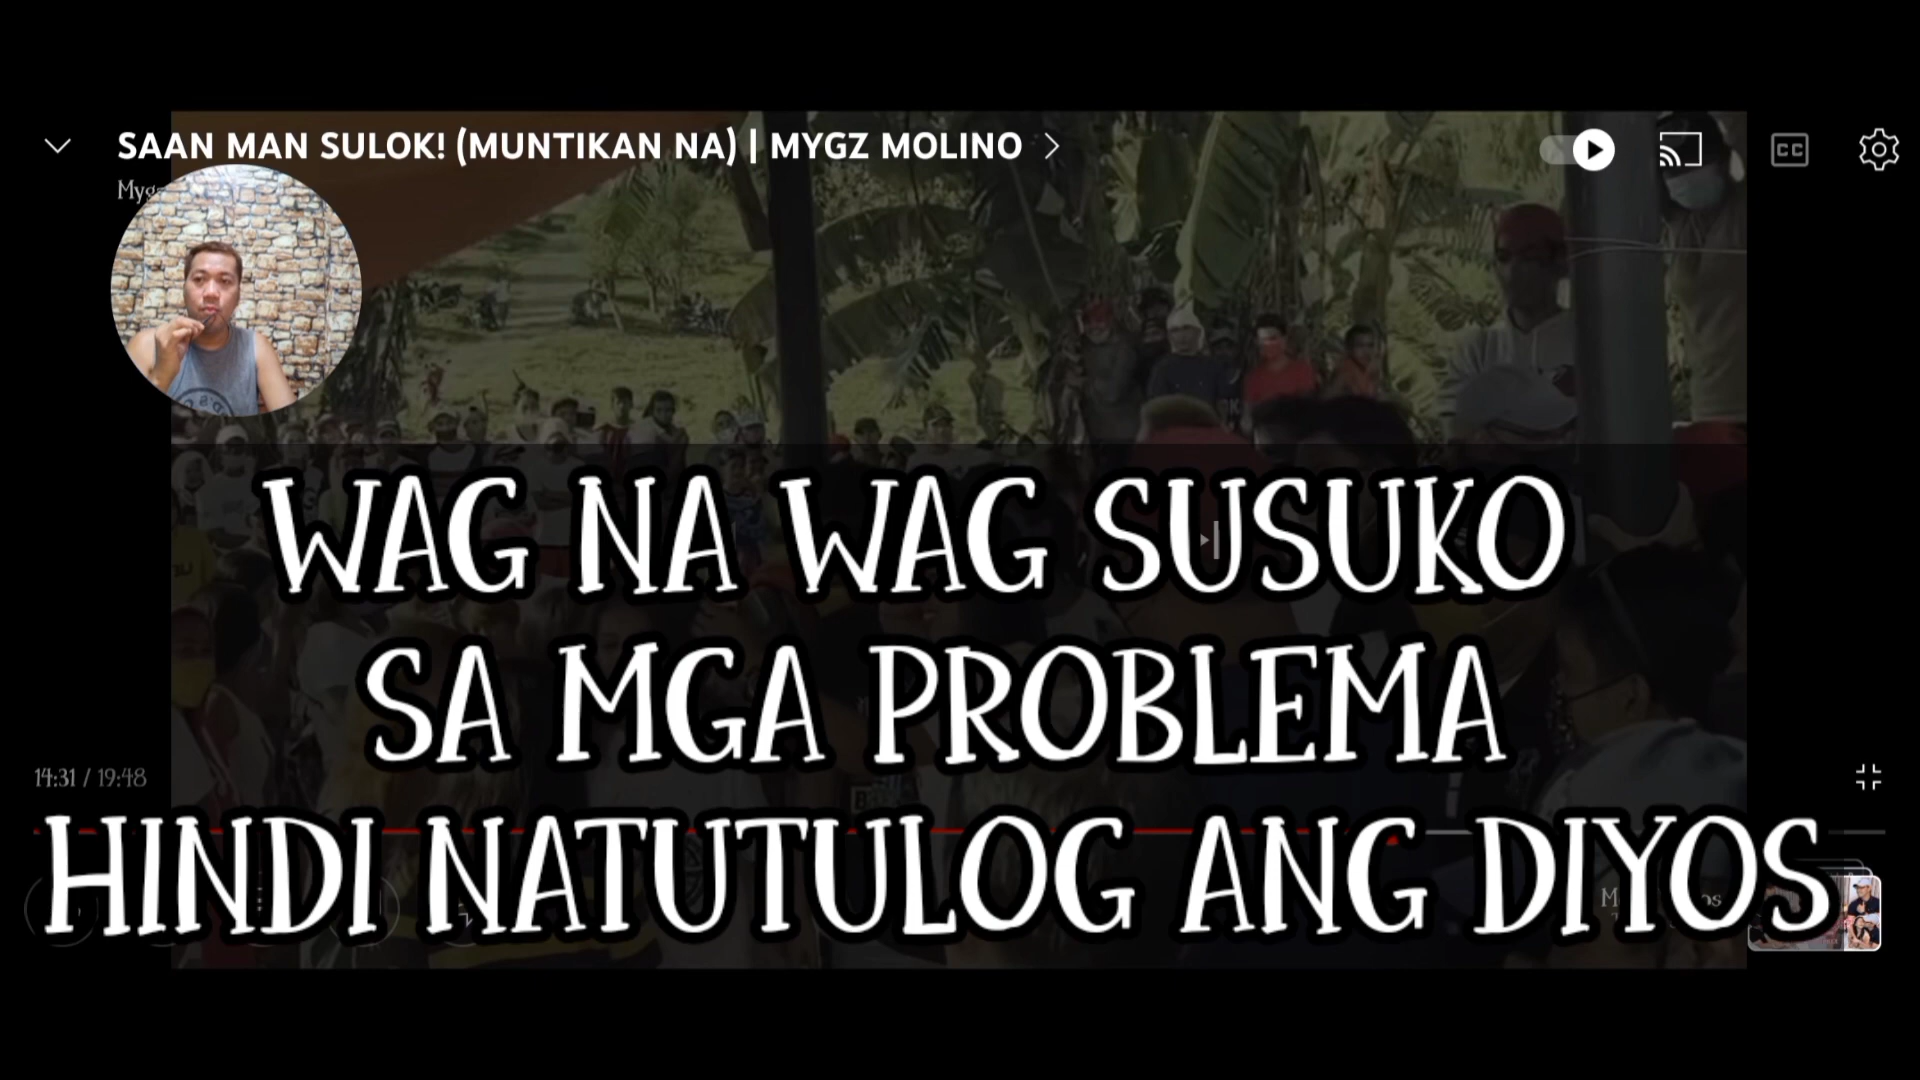 SAAN MAN SULOK! (MUNTIKAN NA) | MYGZ MOLINO
CC
WAG NA WAG SUSUKO
SA MGA PROBLEMA
14:31 / 19:48
HINDI NATUTULOG ANG DIYOS